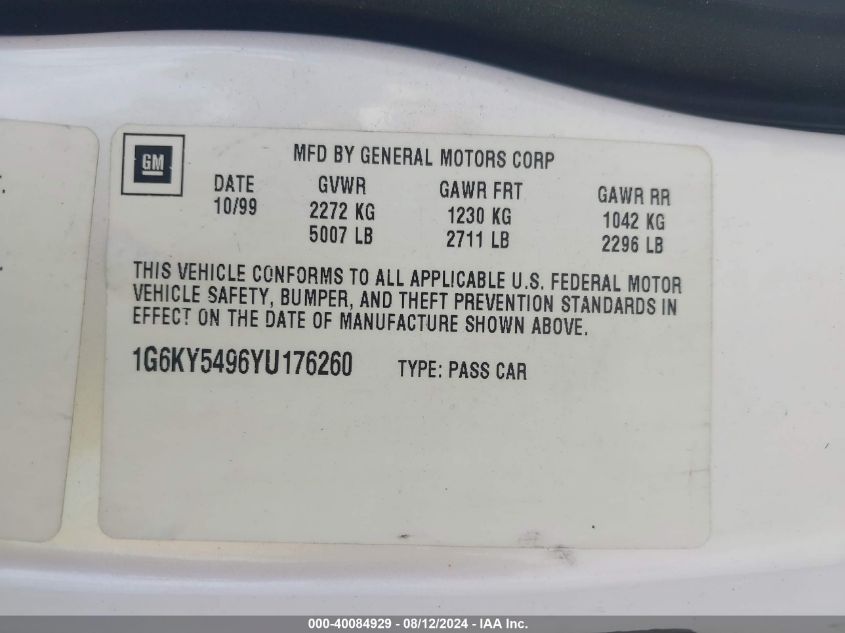 GM
MFD BY GENERAL MOTORS CORP
DATE GVWR GAWR FRT GAWR RR
10/99 2272 KG 1230 KG 1042 KG
5007 LB 2711 LB 2296 LB
THIS VEHICLE CONFORMS TO ALL APPLICABLE U.S. FEDERAL MOTOR
VEHICLE SAFETY, BUMPER, AND THEFT PREVENTION STANDARDS IN
EFFECT ON THE DATE OF MANUFACTURE SHOWN ABOVE.
1G6KY5496YU176260 TYPE: PASS CAR
000-40084929 - 08/12/2024 - IAA Inc.